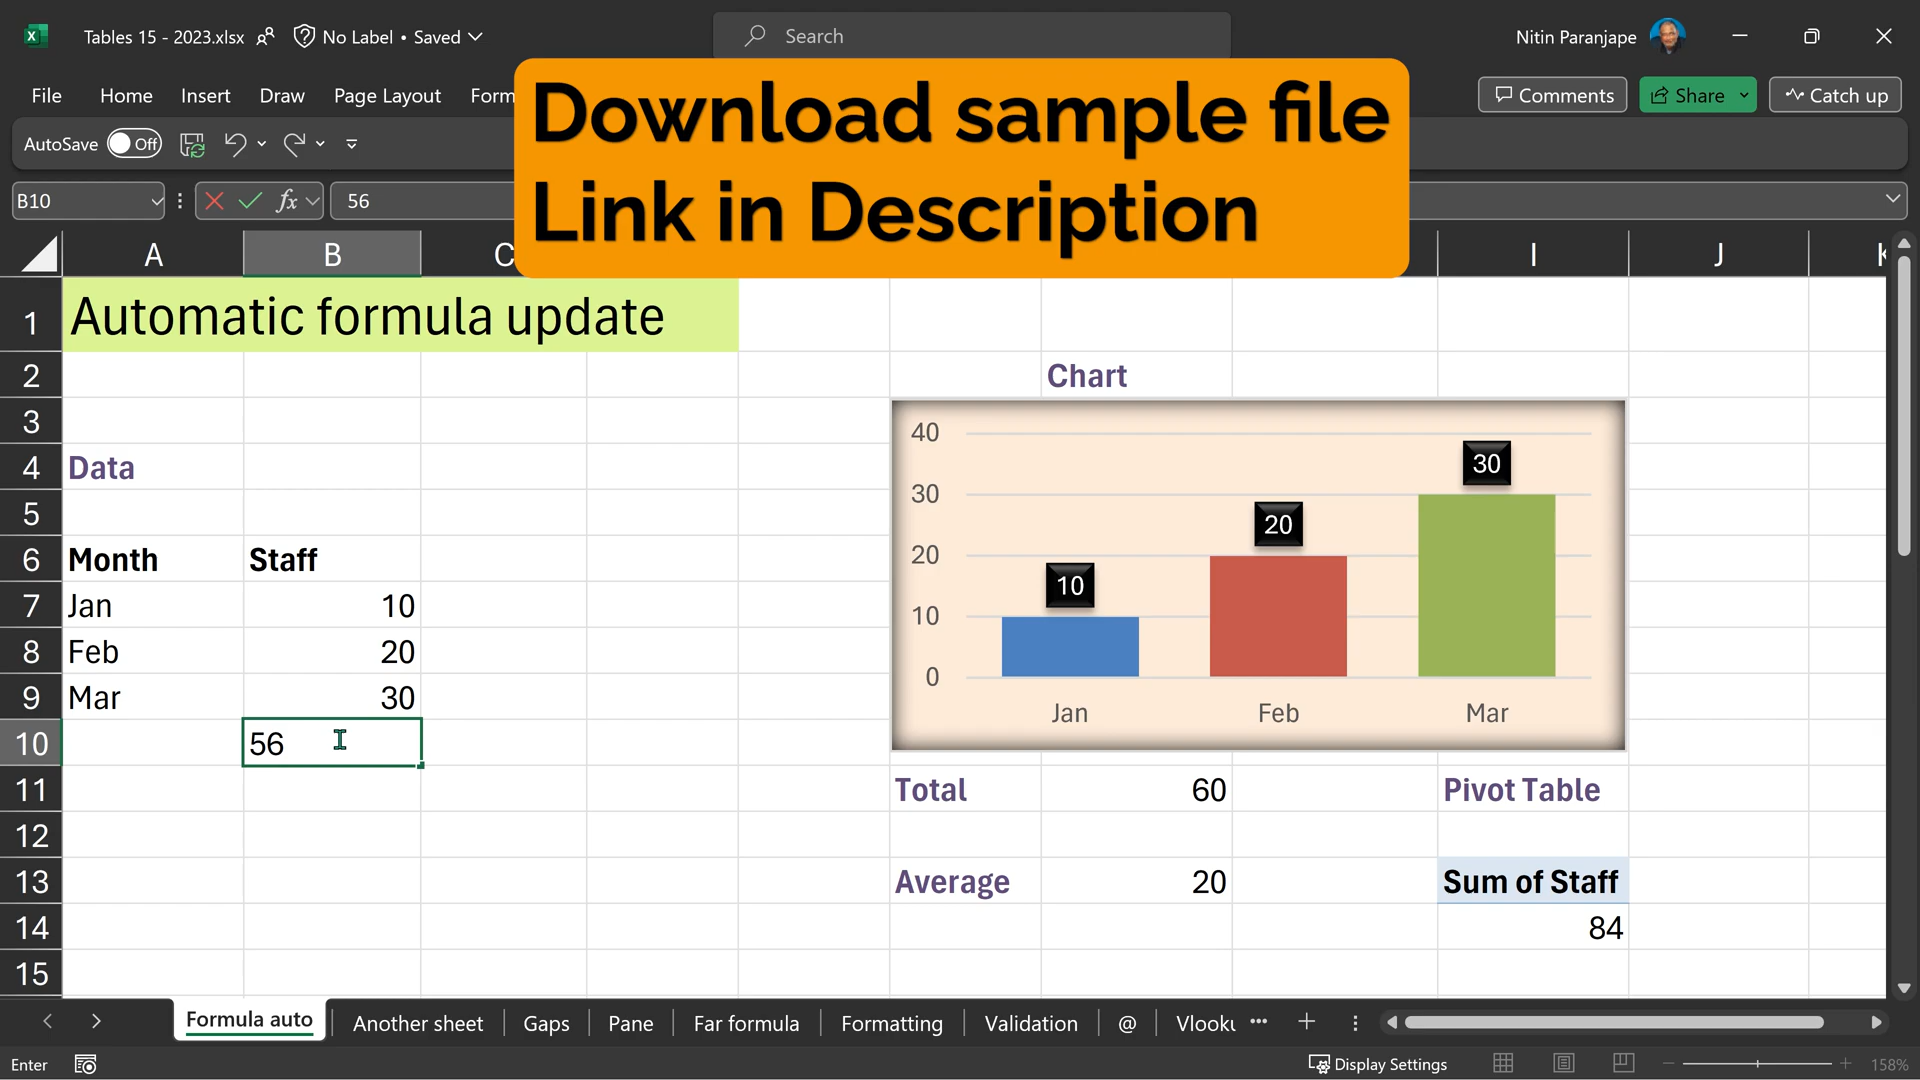 Tables 15 - 2023.xlsx No Label • Saved Search Nitin Paranjape
File Home Insert Draw Page Layout Form Comments Share Catch up
Download sample file
Link in Description
AutoSave Off
B10 fx 56
A B C I J K
1 Automatic formula update
2 Chart
3
4 Data
5
6 Month Staff
7 Jan 10
8 Feb 20
9 Mar 30
10 56
40
30
20
10
0
10 20 30
Jan Feb Mar
11 Total 60 Pivot Table
12
13 Average 20 Sum of Staff
14 84
15
Formula auto Another sheet Gaps Pane Far formula Formatting Validation @ Vlooku
Enter Display Settings 158%